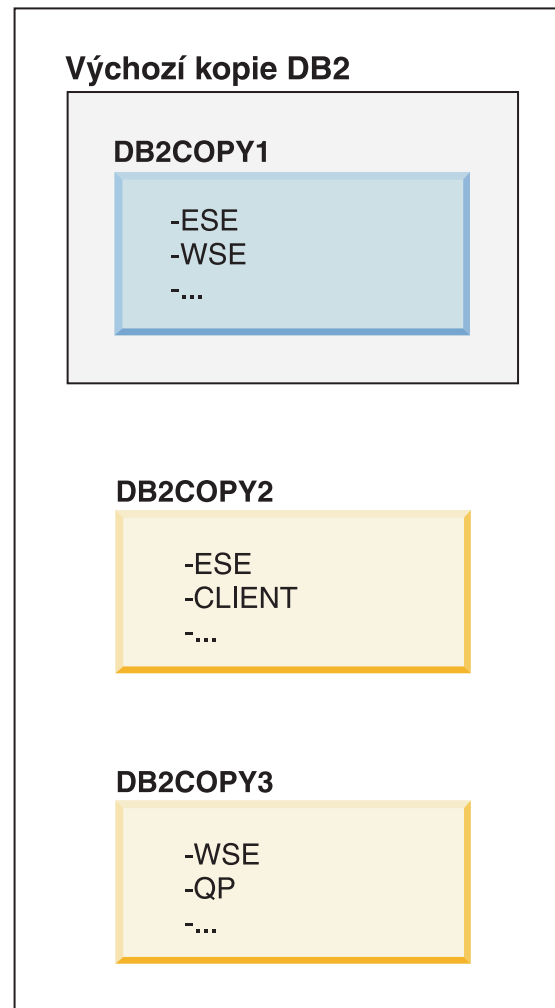 Výchozí kopie DB2
DB2COPY1
-ESE
-WSE
-...
DB2COPY2
-ESE
-CLIENT
-...
DB2COPY3
-WSE
-QP
-...